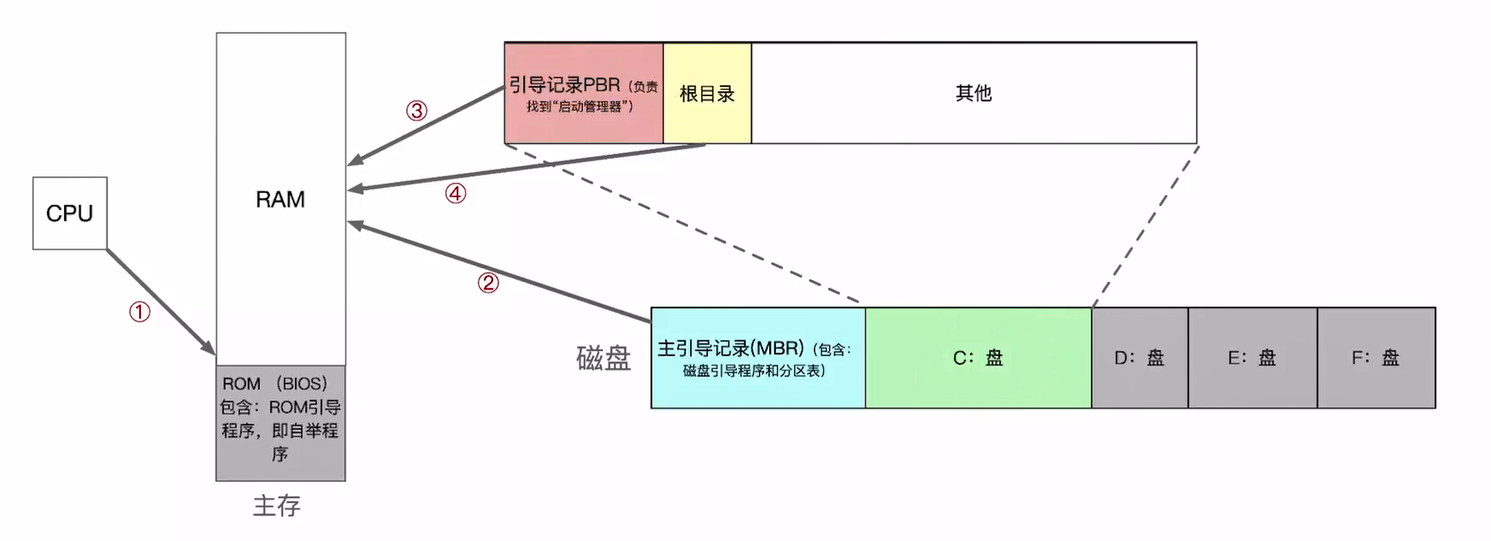 引导记录PBR（负责
找到“启动管理器”）
根目录
其他
③
④
RAM
CPU
②
①
磁盘
主引导记录(MBR)（包含：
磁盘引导程序和分区表）
C：盘
D：盘
E：盘
F：盘
ROM （BIOS）
包含：ROM引导
程序，即自举程
序
主存